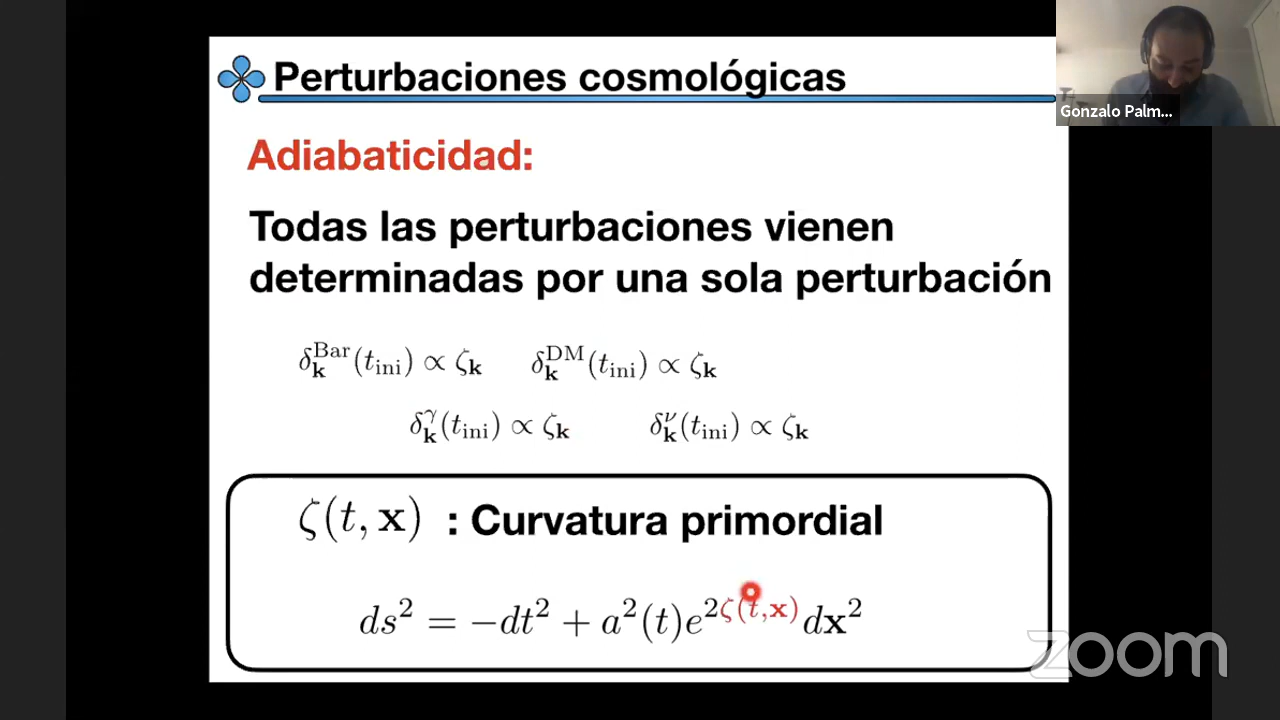 Perturbaciones cosmológicas
Gonzalo Palm...
Adiabaticidad:
Todas las perturbaciones vienen
determinadas por una sola perturbación
δ_𝐤^Bar(t_ini) ∝ ζ_𝐤 δ_𝐤^DM(t_ini) ∝ ζ_𝐤
δ_𝐤^γ(t_ini) ∝ ζ_𝐤 δ_𝐤^ν(t_ini) ∝ ζ_𝐤
ζ(t, 𝐱) : Curvatura primordial
ds² = −dt² + a²(t)e^{2ζ(t,𝐱)}d𝐱²
zoom